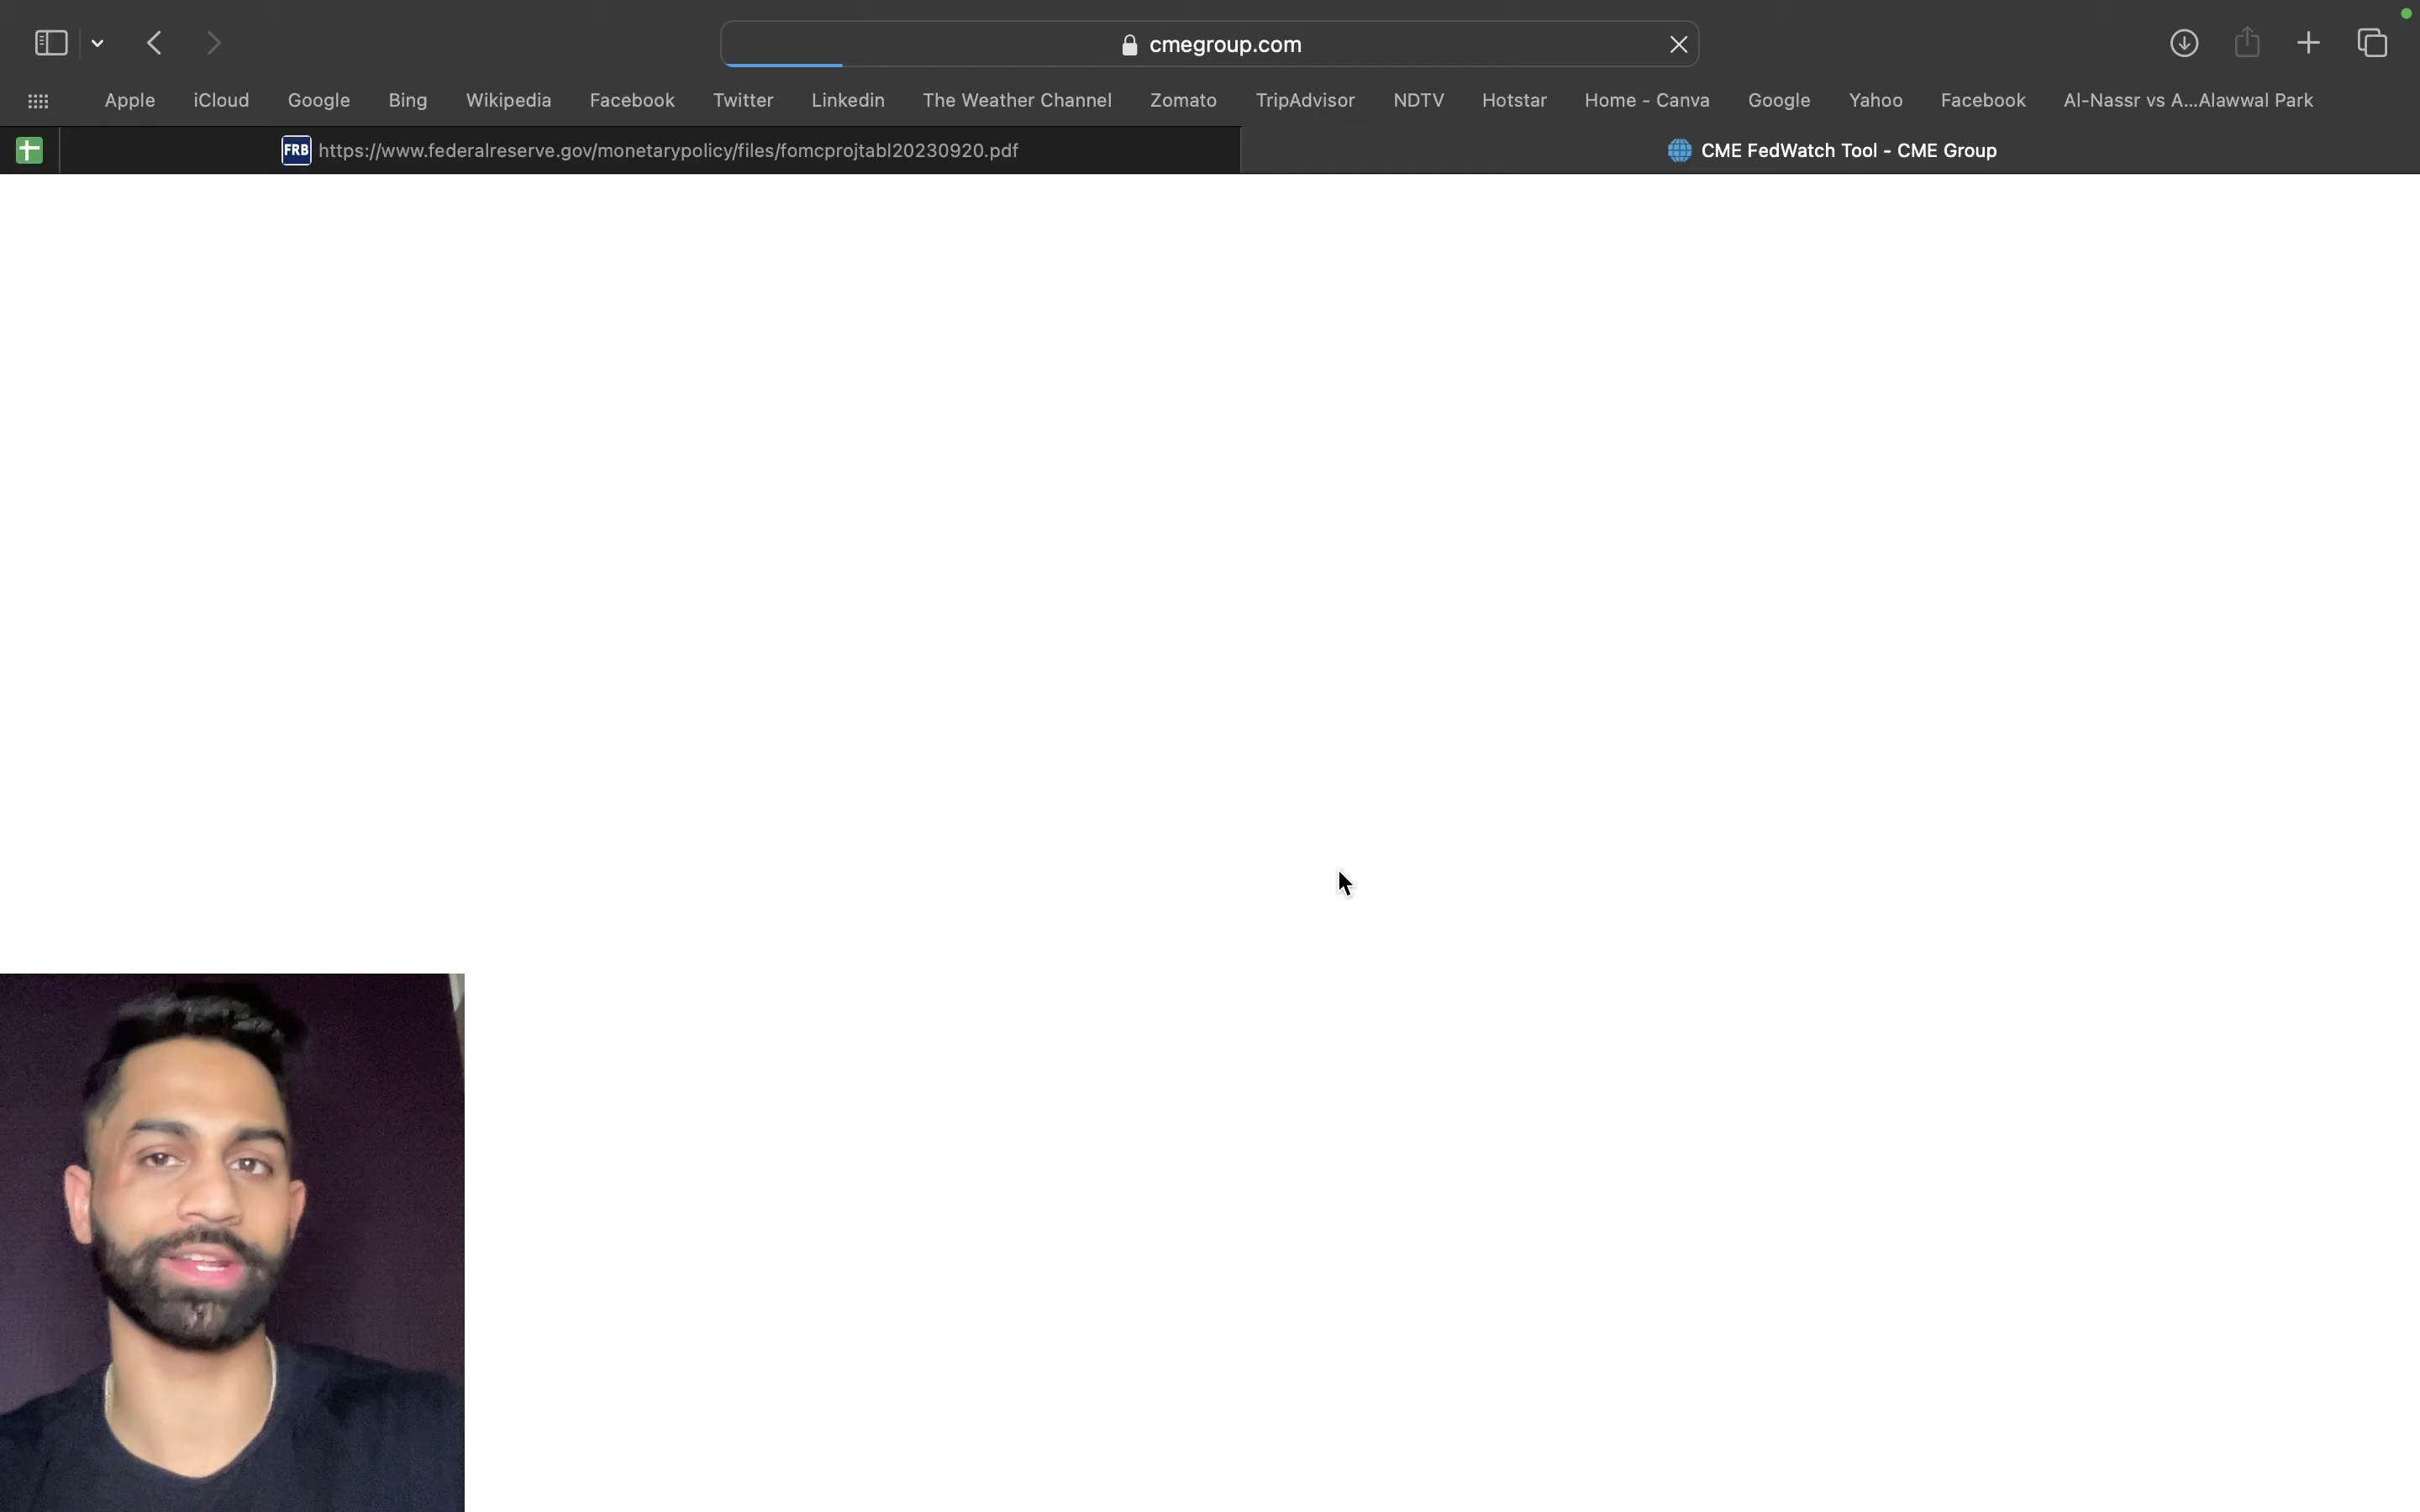 cmegroup.com
Apple iCloud Google Bing Wikipedia Facebook Twitter Linkedin The Weather Channel Zomato TripAdvisor NDTV Hotstar Home - Canva Google Yahoo Facebook Al-Nassr vs A...Alawwal Park
FRB https://www.federalreserve.gov/monetarypolicy/files/fomcprojtabl20230920.pdf CME FedWatch Tool - CME Group